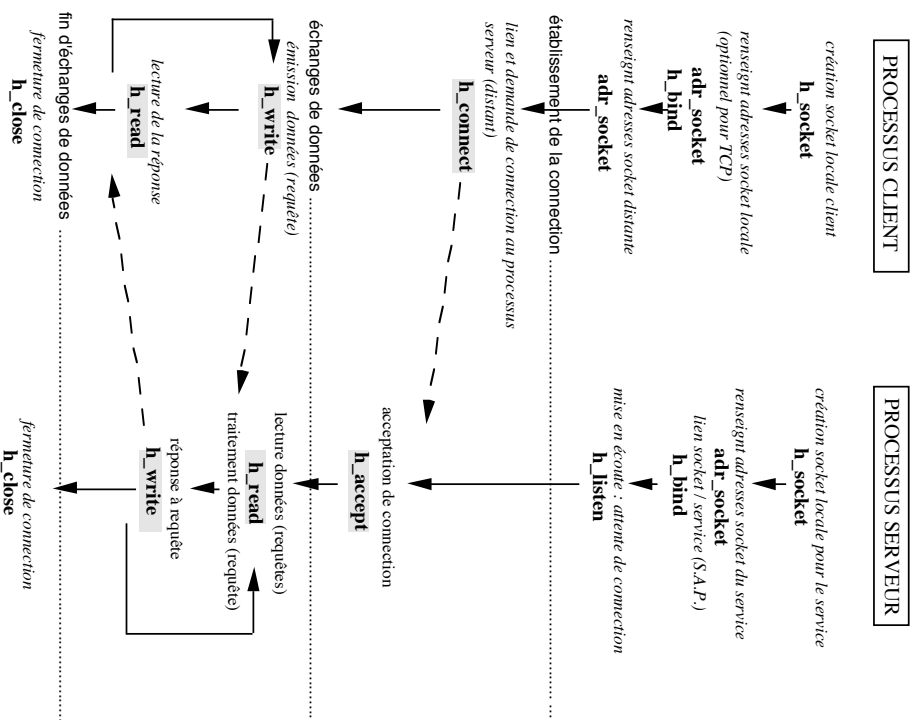 PROCESSUS CLIENT
création socket locale client
h_socket
renseignt adresses socket locale
(optionnel pour TCP)
adr_socket
h_bind
renseignt adresses socket distante
adr_socket
établissement de la connection
lien et demande de connection au processus
serveur (distant)
h_connect
échanges de données
émission données (requête)
h_write
lecture de la réponse
h_read
fin d'échanges de données
fermeture de connection
h_close
PROCESSUS SERVEUR
création socket locale pour le service
h_socket
renseignt adresses socket du service
adr_socket
lien socket / service (S.A.P.)
h_bind
mise en écoute : attente de connection
h_listen
acceptation de connection
h_accept
lecture données (requêtes)
h_read
traitement données (requête)
réponse à requête
h_write
fermeture de connection
h_close